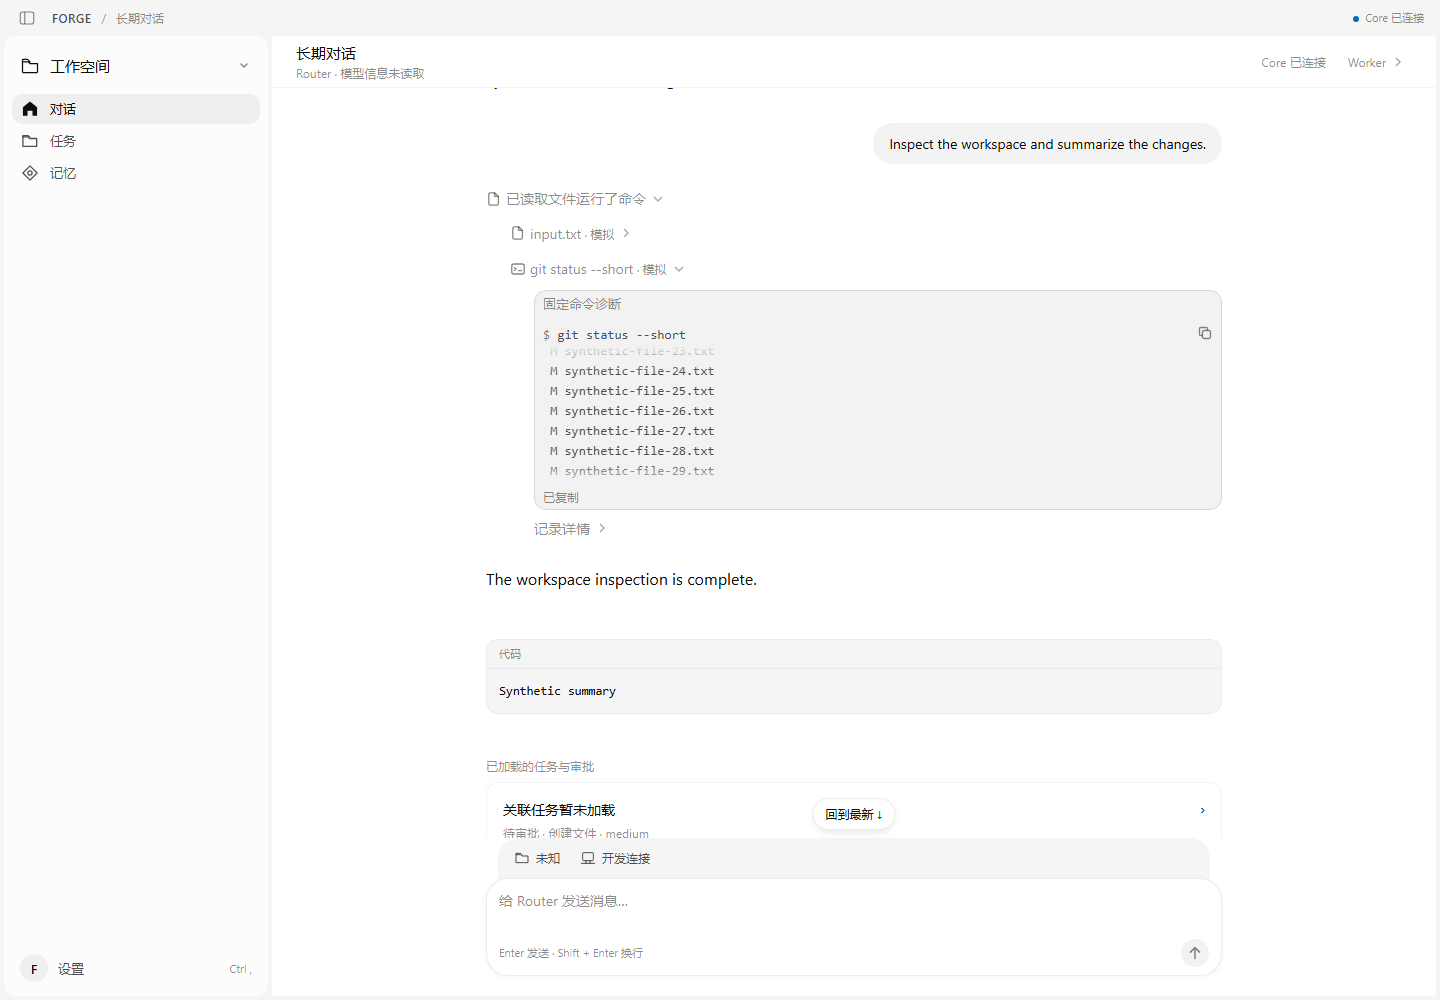 FORGE / 长期对话
Core 已连接
工作空间
对话
任务
记忆
长期对话
Router · 模型信息未读取
Core 已连接
Worker
Inspect the workspace and summarize the changes.
已读取文件运行了命令
input.txt · 模拟
git status --short · 模拟
固定命令诊断
$ git status --short
M synthetic-file-23.txt
M synthetic-file-24.txt
M synthetic-file-25.txt
M synthetic-file-26.txt
M synthetic-file-27.txt
M synthetic-file-28.txt
M synthetic-file-29.txt
已复制
记录详情
The workspace inspection is complete.
代码
Synthetic summary
已加载的任务与审批
关联任务暂未加载
回到最新 ↓
待审批 · 创建文件 · medium
未知
开发连接
给 Router 发送消息...
Enter 发送 · Shift + Enter 换行
F 设置
Ctrl ,